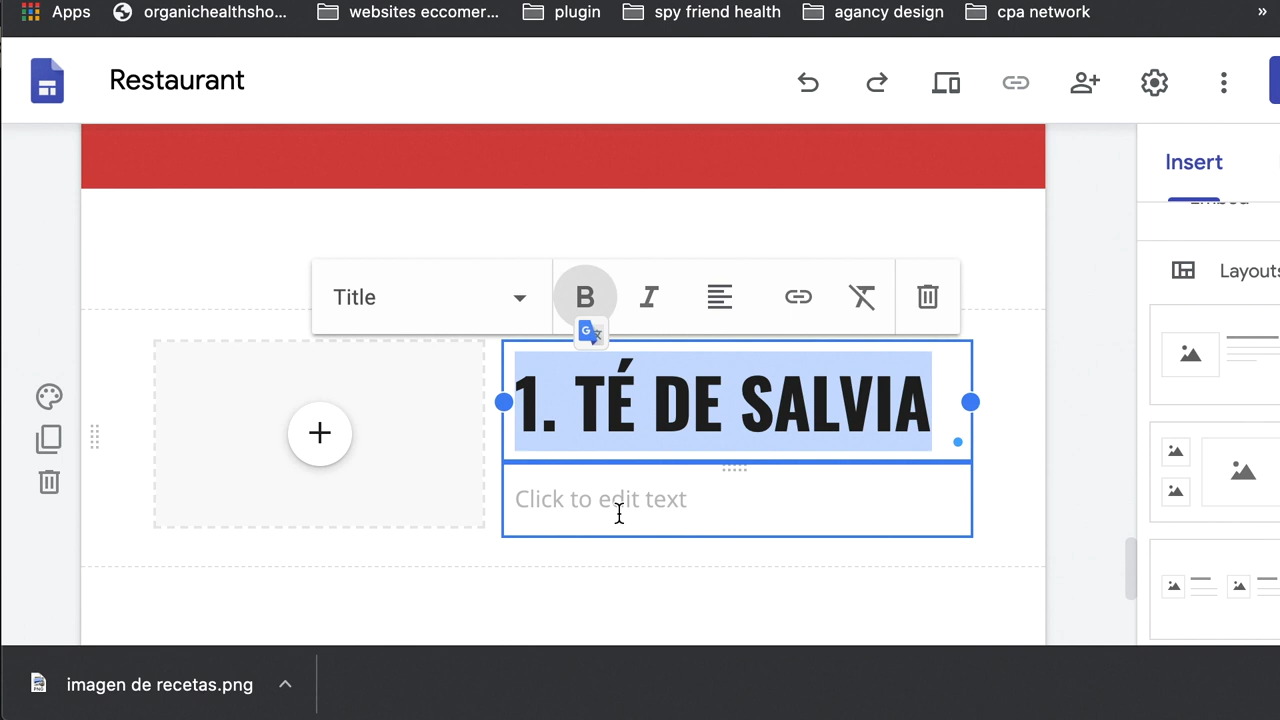 Apps organichealthsho... websites eccomer... plugin spy friend health agancy design cpa network »
Restaurant
Insert
Embed
Layouts
Title B I
1. TÉ DE SALVIA
Click to edit text
imagen de recetas.png